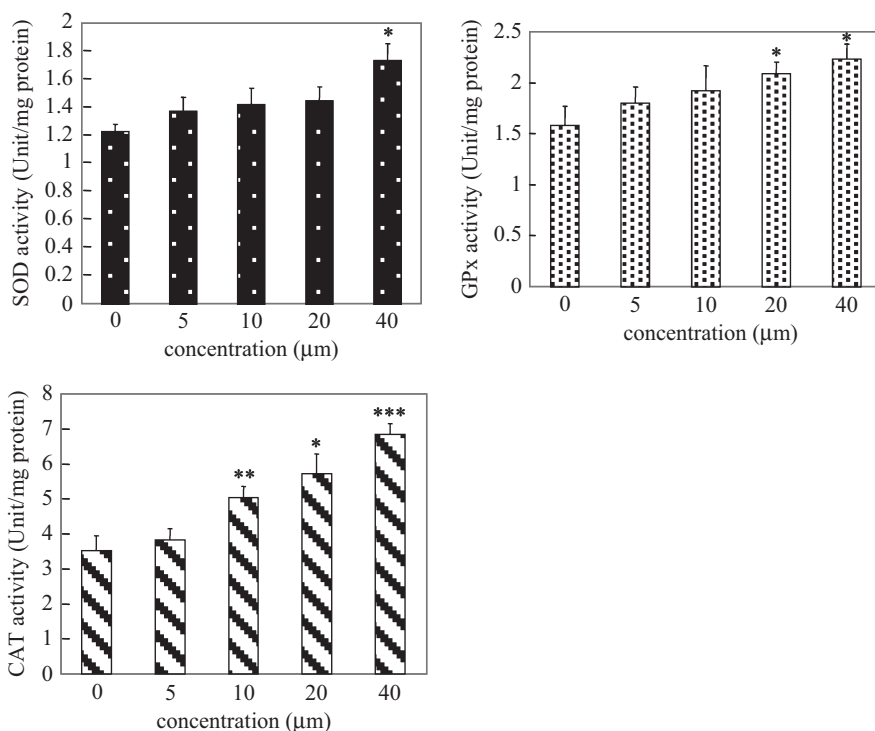 SOD activity (Unit/mg protein)
2
1.8
1.6
1.4
1.2
1
0.8
0.6
0.4
0.2
0
*
0 5 10 20 40
concentration (μm)
GPx activity (Unit/mg protein)
2.5
2
1.5
1
0.5
0
* *
0 5 10 20 40
concentration (μm)
CAT activity (Unit/mg protein)
8
7
6
5
4
3
2
1
0
** * ***
0 5 10 20 40
concentration (μm)